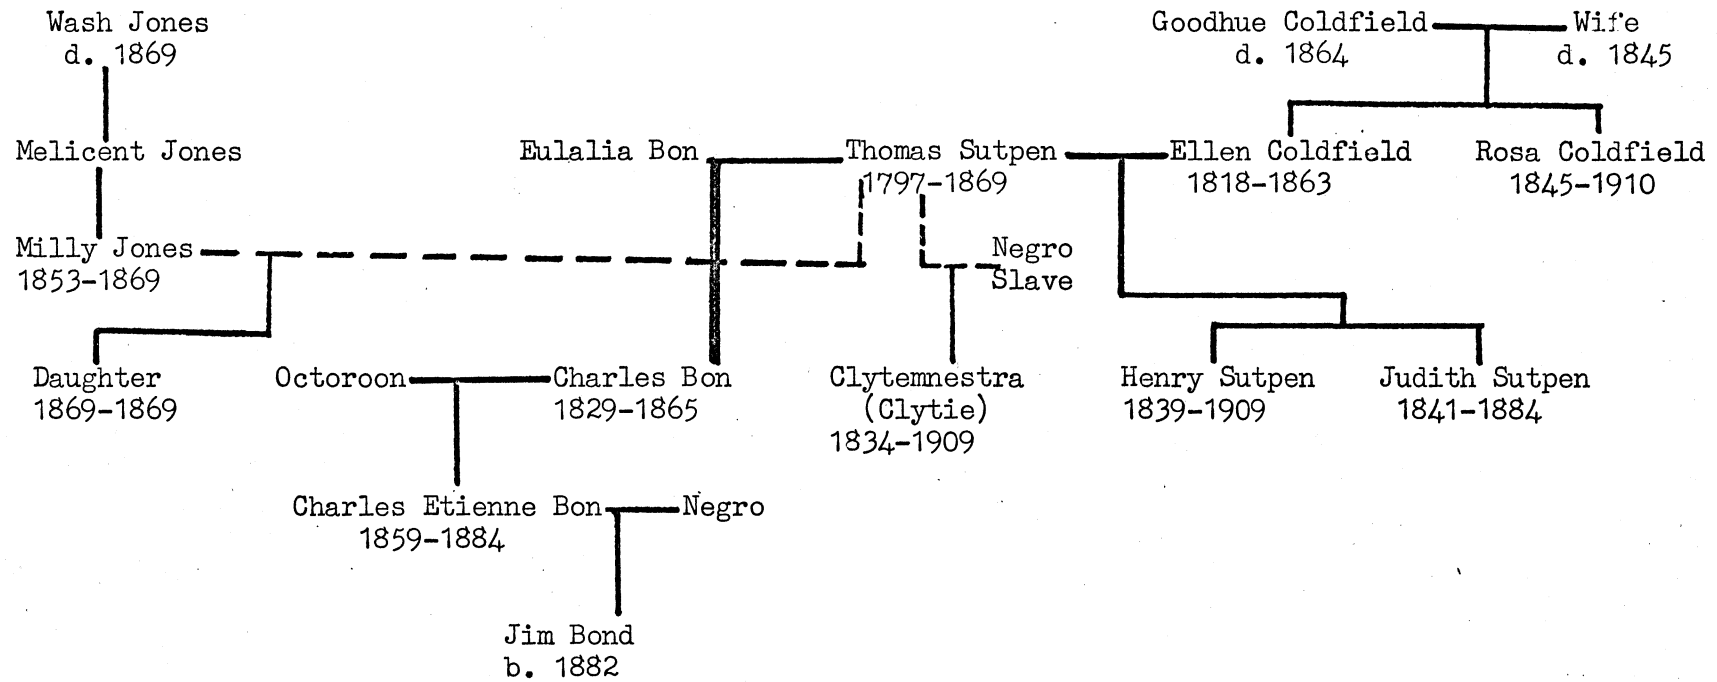 Wash Jones
d. 1869
Goodhue Coldfield
d. 1864
Wife
d. 1845
Melicent Jones
Eulalia Bon
Thomas Sutpen
1797-1869
Ellen Coldfield
1818-1863
Rosa Coldfield
1845-1910
Milly Jones
1853-1869
Negro
Slave
Daughter
1869-1869
Octoroon
Charles Bon
1829-1865
Clytemnestra
(Clytie)
1834-1909
Henry Sutpen
1839-1909
Judith Sutpen
1841-1884
Charles Etienne Bon
1859-1884
Negro
Jim Bond
b. 1882